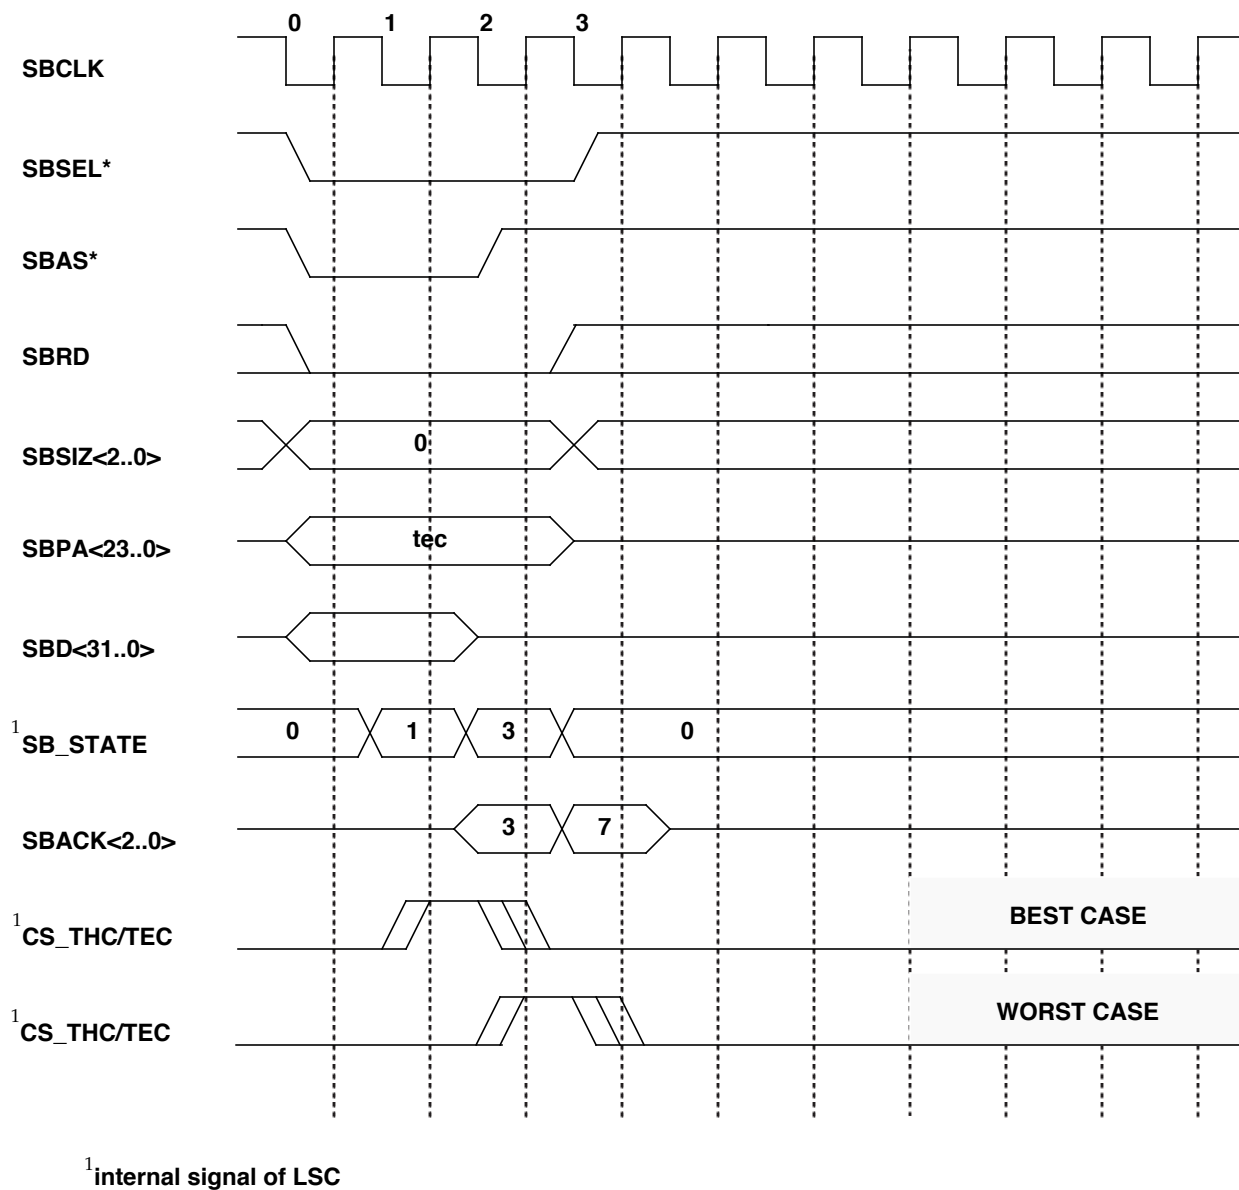 0 1 2 3
SBCLK
SBSEL*
SBAS*
SBRD
SBSIZ<2..0> 0
SBPA<23..0> tec
SBD<31..0>
1SB_STATE 0 1 3 0
SBACK<2..0> 3 7
1CS_THC/TEC BEST CASE
1CS_THC/TEC WORST CASE
1internal signal of LSC